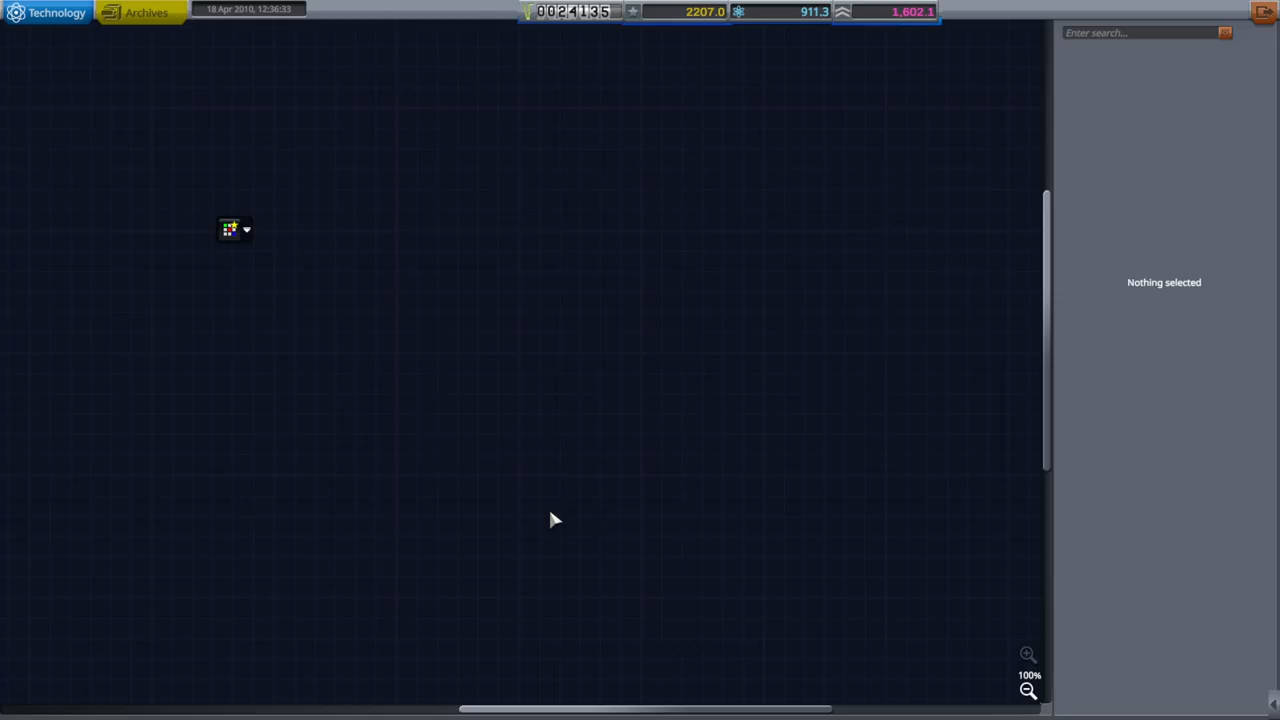 Technology
Archives
18 Apr 2010, 12:36:33
0024135
2207.0
911.3
1,602.1
Enter search...
Nothing selected
100%